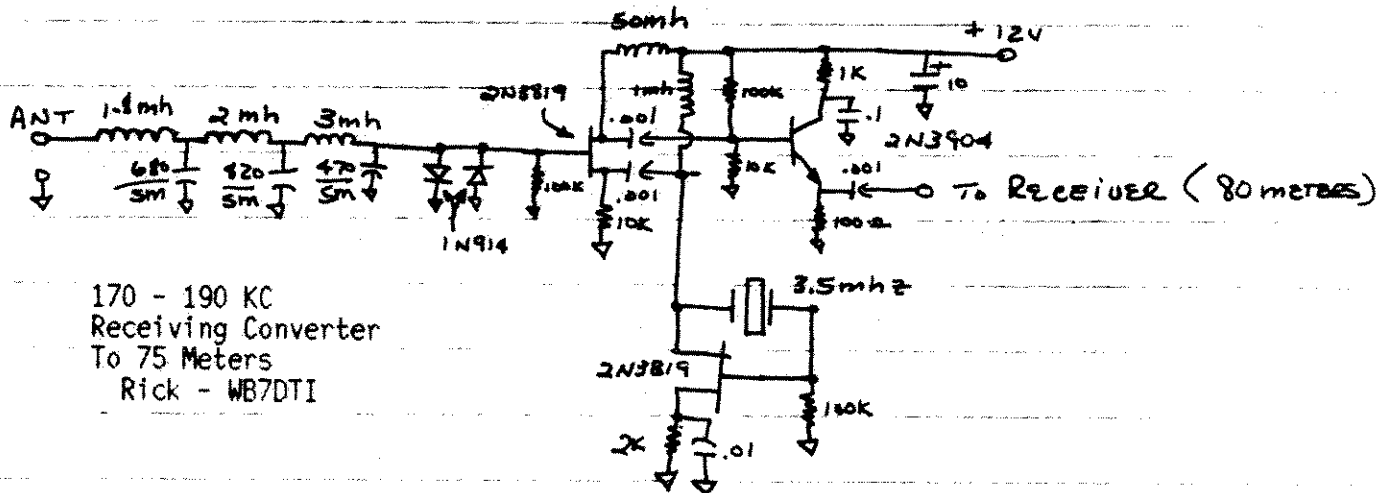 50mh
+ 12V
1K
+
10
2N3819
1mh
100K
ANT
1.8mh
2mh
3mh
.001
.1
2N3904
680
SM
820
SM
470
SM
100K
.001
10K
10K
.001
To RECEIVER (80 METERS)
100Ω
1N914
3.5mhz
170 - 190 KC
Receiving Converter
To 75 Meters
Rick - WB7DTI
2N3819
100K
2K
.01